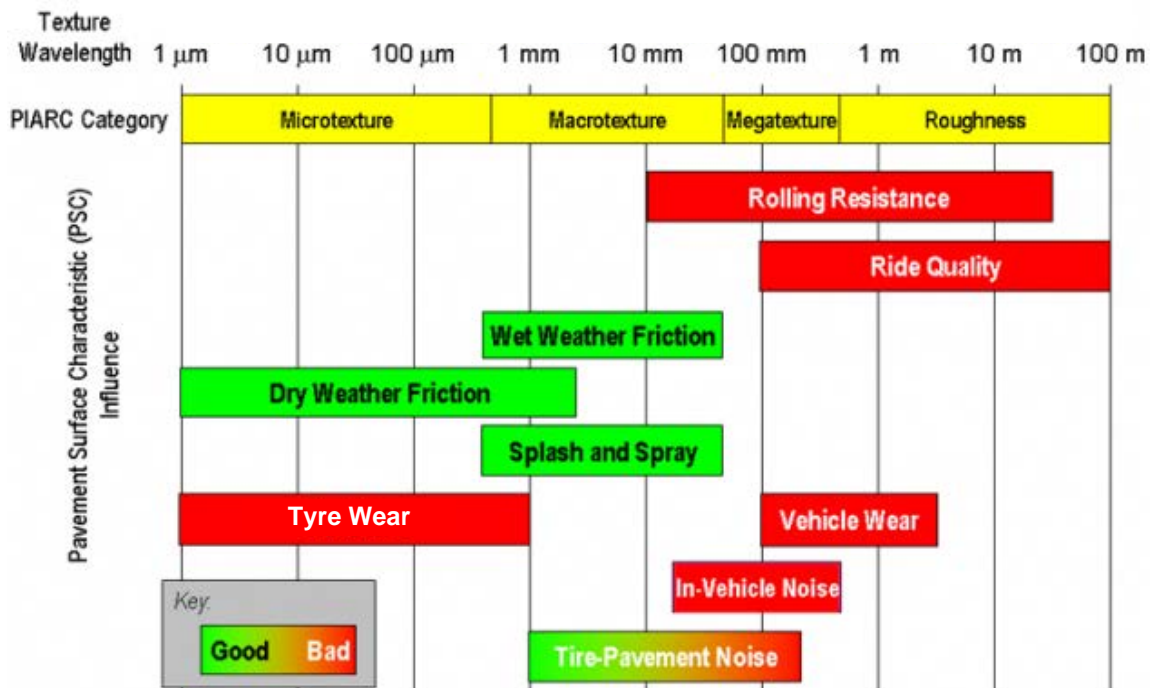 Texture
Wavelength 1 μm 10 μm 100 μm 1 mm 10 mm 100 mm 1 m 10 m 100 m
PIARC Category Microtexture Macrotexture Megatexture Roughness
Pavement Surface Characteristic (PSC)
Influence
Rolling Resistance
Ride Quality
Wet Weather Friction
Dry Weather Friction
Splash and Spray
Tyre Wear Vehicle Wear
In-Vehicle Noise
Key:
Good Bad Tire-Pavement Noise